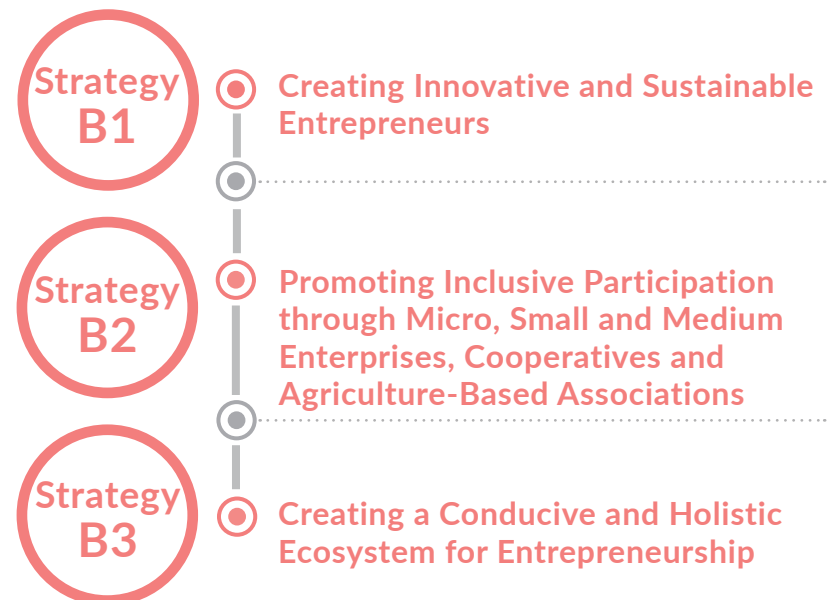 Strategy
B1
Creating Innovative and Sustainable
Entrepreneurs
Strategy
B2
Promoting Inclusive Participation
through Micro, Small and Medium
Enterprises, Cooperatives and
Agriculture-Based Associations
Strategy
B3
Creating a Conducive and Holistic
Ecosystem for Entrepreneurship